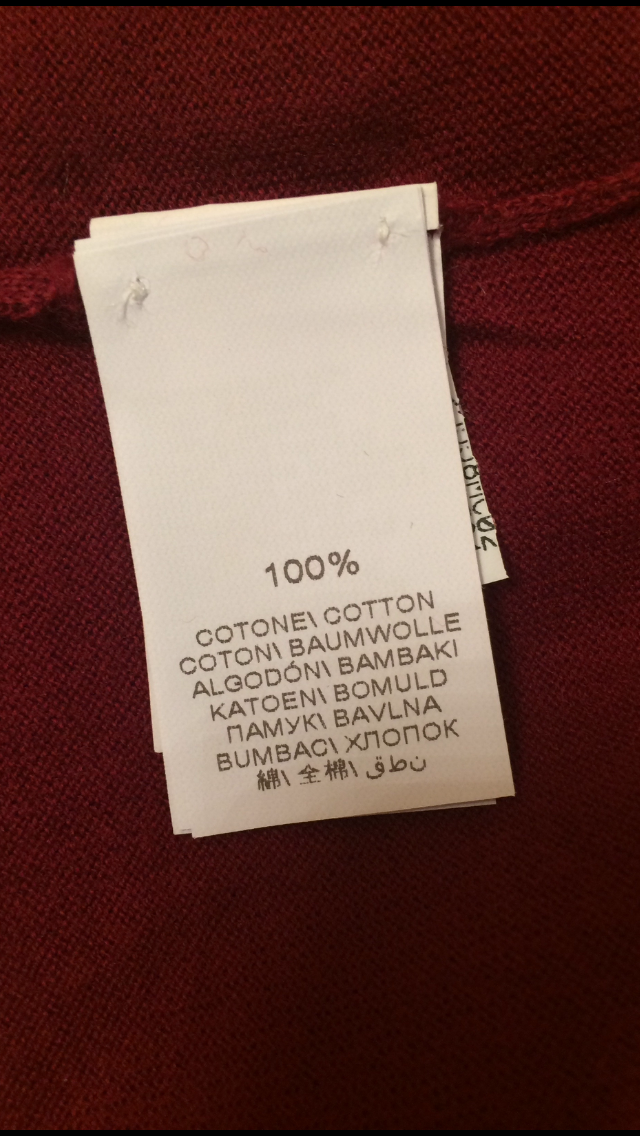 100%
COTONE\ COTTON
COTON\ BAUMWOLLE
ALGODÓN\ BAMBAKI
KATOEN\ BOMULD
ПАМУК\ BAVLNA
BUMBAC\ ХЛОПОК
綿\ 全棉\ قطن